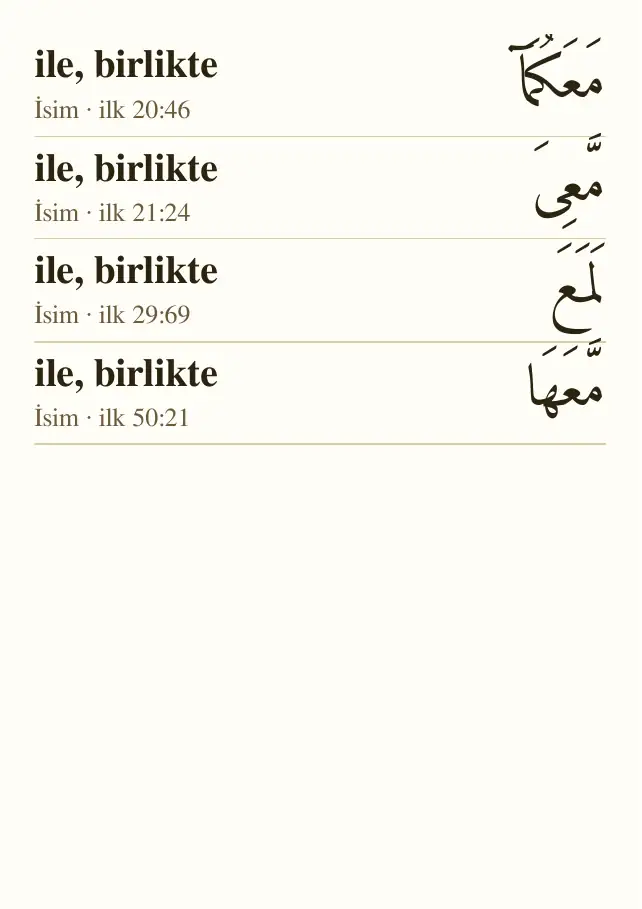 ile, birlikte مَعَكُمَآ
İsim · ilk 20:46
ile, birlikte مَّعِىَ
İsim · ilk 21:24
ile, birlikte لَمَعَ
İsim · ilk 29:69
ile, birlikte مَّعَهَا
İsim · ilk 50:21